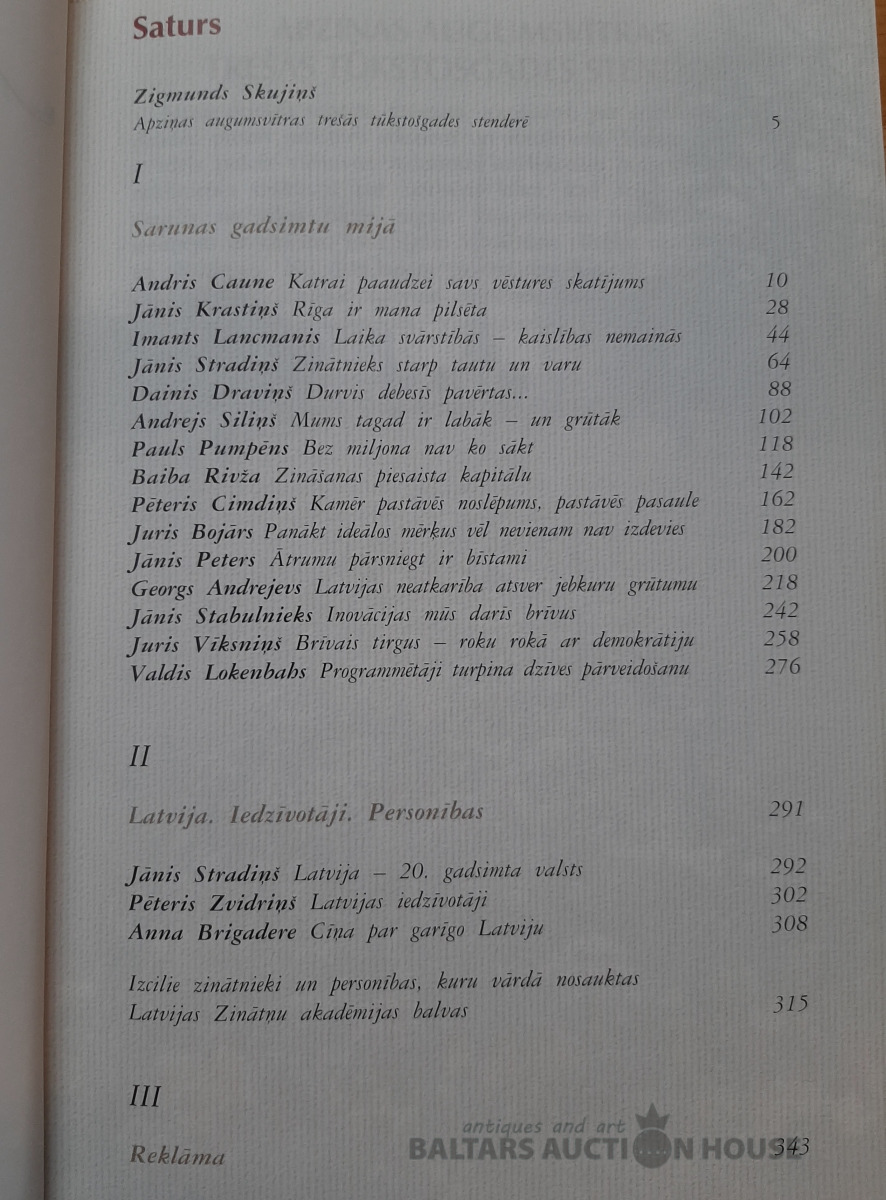 Saturs
Zigmunds Skujiņš
Apziņas augumsvītras trešās tūkstošgades stenderē 5
I
Sarunas gadsimtu mijā
Andris Caune Katrai paaudzei savs vēstures skatījums 10
Jānis Krastiņš Rīga ir mana pilsēta 28
Imants Lancmanis Laika svārstībās – kaislības nemainās 44
Jānis Stradiņš Zinātnieks starp tautu un varu 64
Dainis Draviņš Durvis debesīs pavērtas... 88
Andrejs Siliņš Mums tagad ir labāk – un grūtāk 102
Pauls Pumpēns Bez miljona nav ko sākt 118
Baiba Rivža Zināšanas piesaista kapitālu 142
Pēteris Cimdiņš Kamēr pastāvēs noslēpums, pastāvēs pasaule 162
Juris Bojārs Panākt ideālos mērķus vēl nevienam nav izdevies 182
Jānis Peters Ātrumu pārsniegt ir bīstami 200
Georgs Andrejevs Latvijas neatkarība atsver jebkuru grūtumu 218
Jānis Stabulnieks Inovācijas mūs darīs brīvus 242
Juris Vīksniņš Brīvais tirgus – roku rokā ar demokrātiju 258
Valdis Lokenbahs Programmētāji turpina dzīves pārveidošanu 276
II
Latvija. Iedzīvotāji. Personības 291
Jānis Stradiņš Latvija – 20. gadsimta valsts 292
Pēteris Zvidriņš Latvijas iedzīvotāji 302
Anna Brigadere Cīņa par garīgo Latviju 308
Izcilie zinātnieki un personības, kuru vārdā nosauktas
Latvijas Zinātņu akadēmijas balvas 315
III
Reklāma 343
antiques and art
BALTARS AUCTION HOUSE